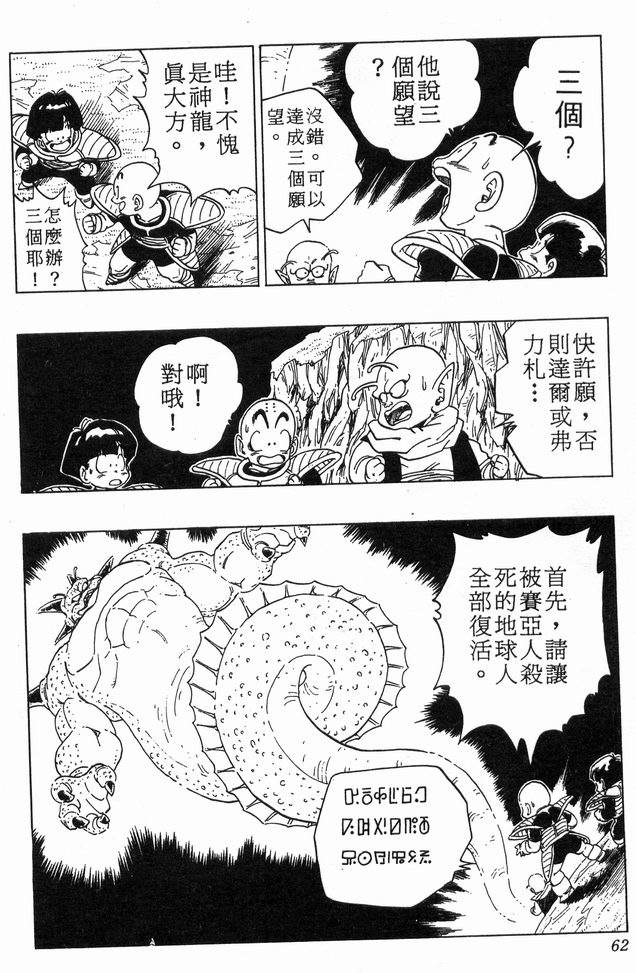 三個?
他說三
個願望
?
沒錯。可以
達成三個願
望。
哇!不愧
是神龍,
真大方。
怎麼辦?
三個耶!
快許願,否
則達爾或弗
力札…
啊!
對哦!
首先,請讓
被賽亞人殺
死的地球人
全部復活。
62